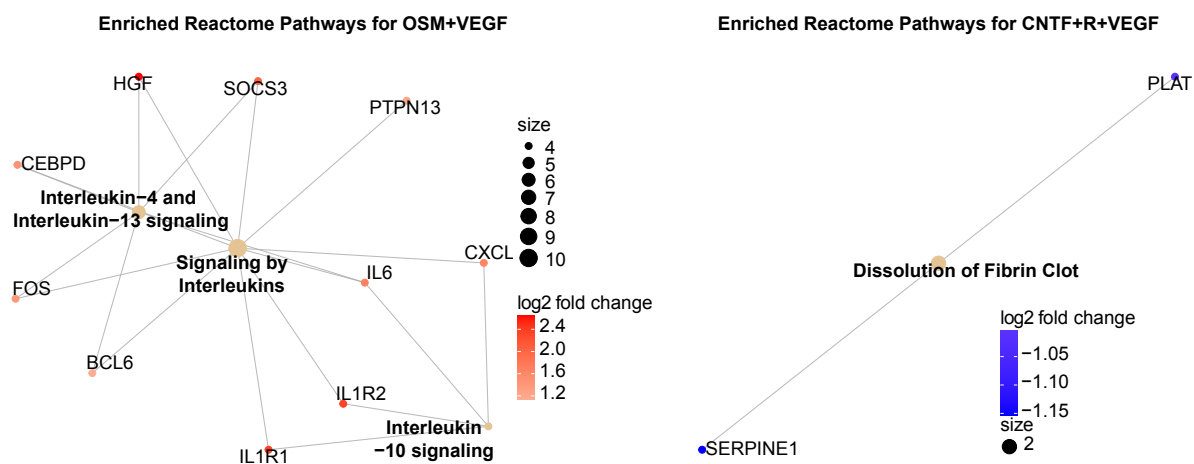 Enriched Reactome Pathways for OSM+VEGF
HGF
SOCS3
PTPN13
CEBPD
Interleukin−4 and
Interleukin−13 signaling
Signaling by
Interleukins
CXCL
IL6
FOS
BCL6
IL1R2
Interleukin
−10 signaling
IL1R1
size
4
5
6
7
8
9
10
log2 fold change
2.4
2.0
1.6
1.2
Enriched Reactome Pathways for CNTF+R+VEGF
PLAT
Dissolution of Fibrin Clot
SERPINE1
log2 fold change
−1.05
−1.10
−1.15
size
2